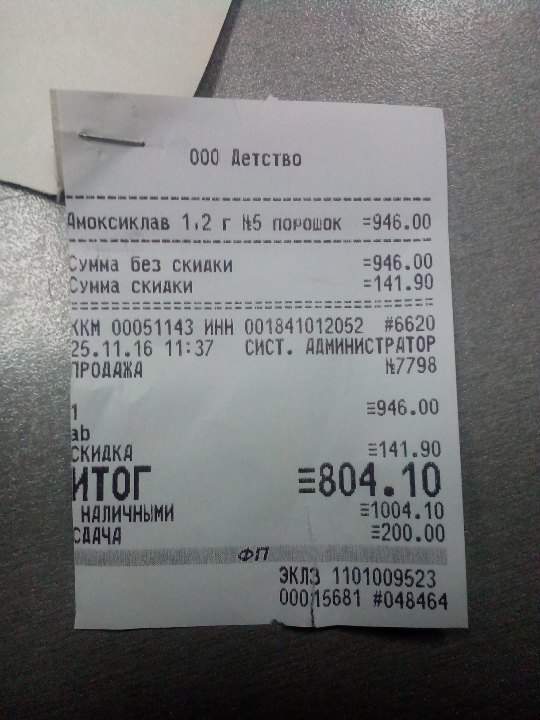 ООО Детство
Амоксиклав 1,2 г №5 порошок =946.00
Сумма без скидки =946.00
Сумма скидки =141.90
ККМ 00051143 ИНН 001841012052 #6620
25.11.16 11:37 СИСТ. АДМИНИСТРАТОР
ПРОДАЖА №7798
1 ≡946.00
ab
СКИДКА ≡141.90
ИТОГ ≡804.10
НАЛИЧНЫМИ ≡1004.10
СДАЧА ≡200.00
ФП
ЭКЛЗ 1101009523
00015681 #048464